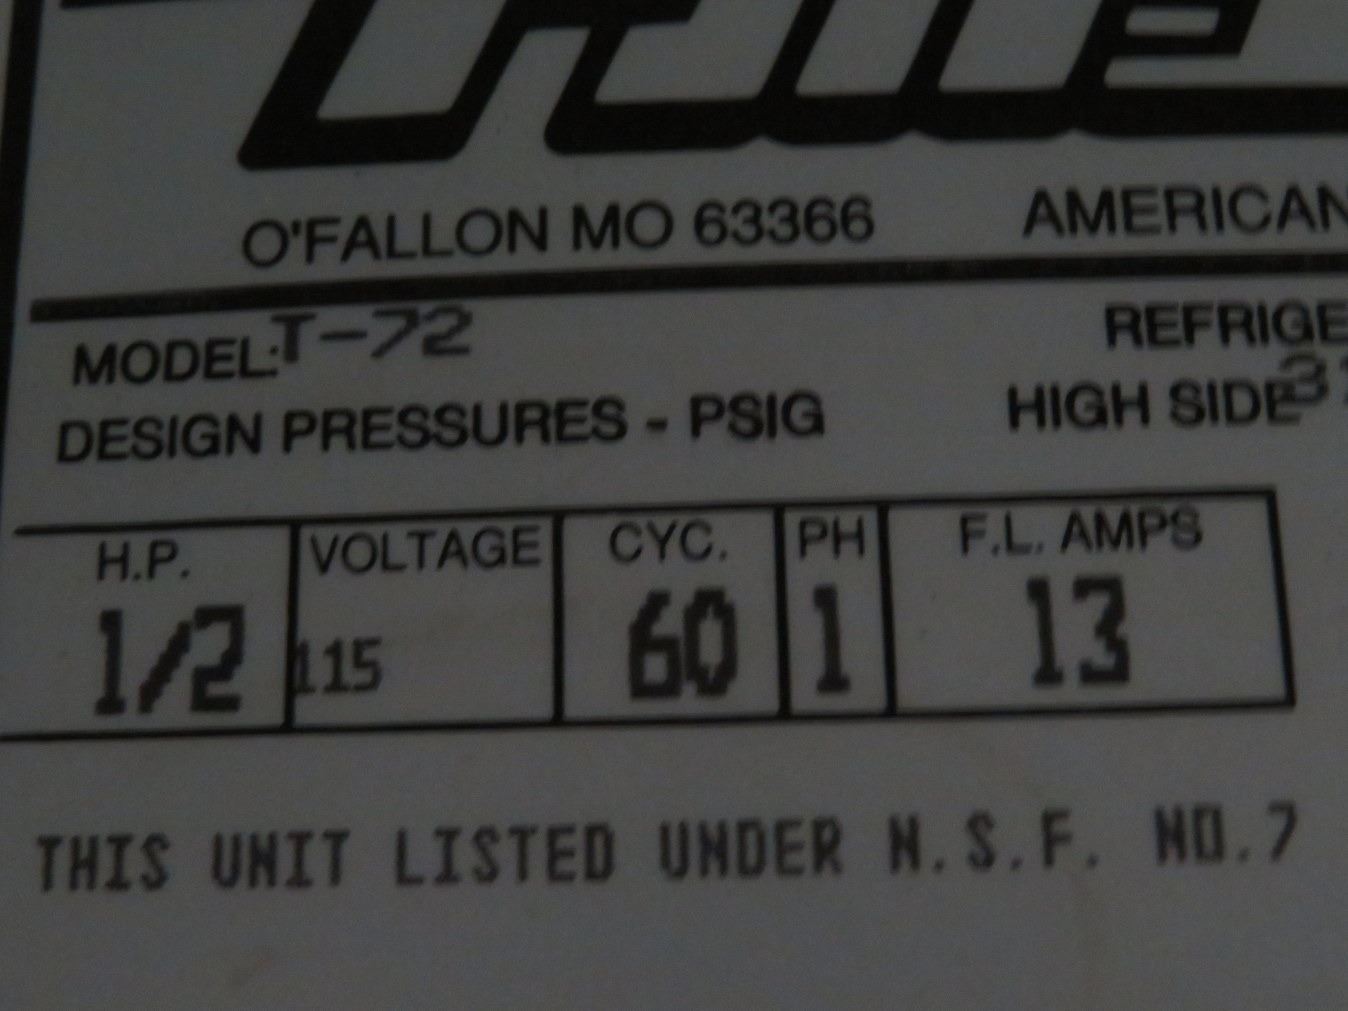 O'FALLON MO 63366 AMERICAN
MODEL: T-72
DESIGN PRESSURES - PSIG HIGH SIDE
H.P. VOLTAGE CYC. PH F.L. AMPS
1/2 115 60 1 13
THIS UNIT LISTED UNDER N.S.F. NO.7